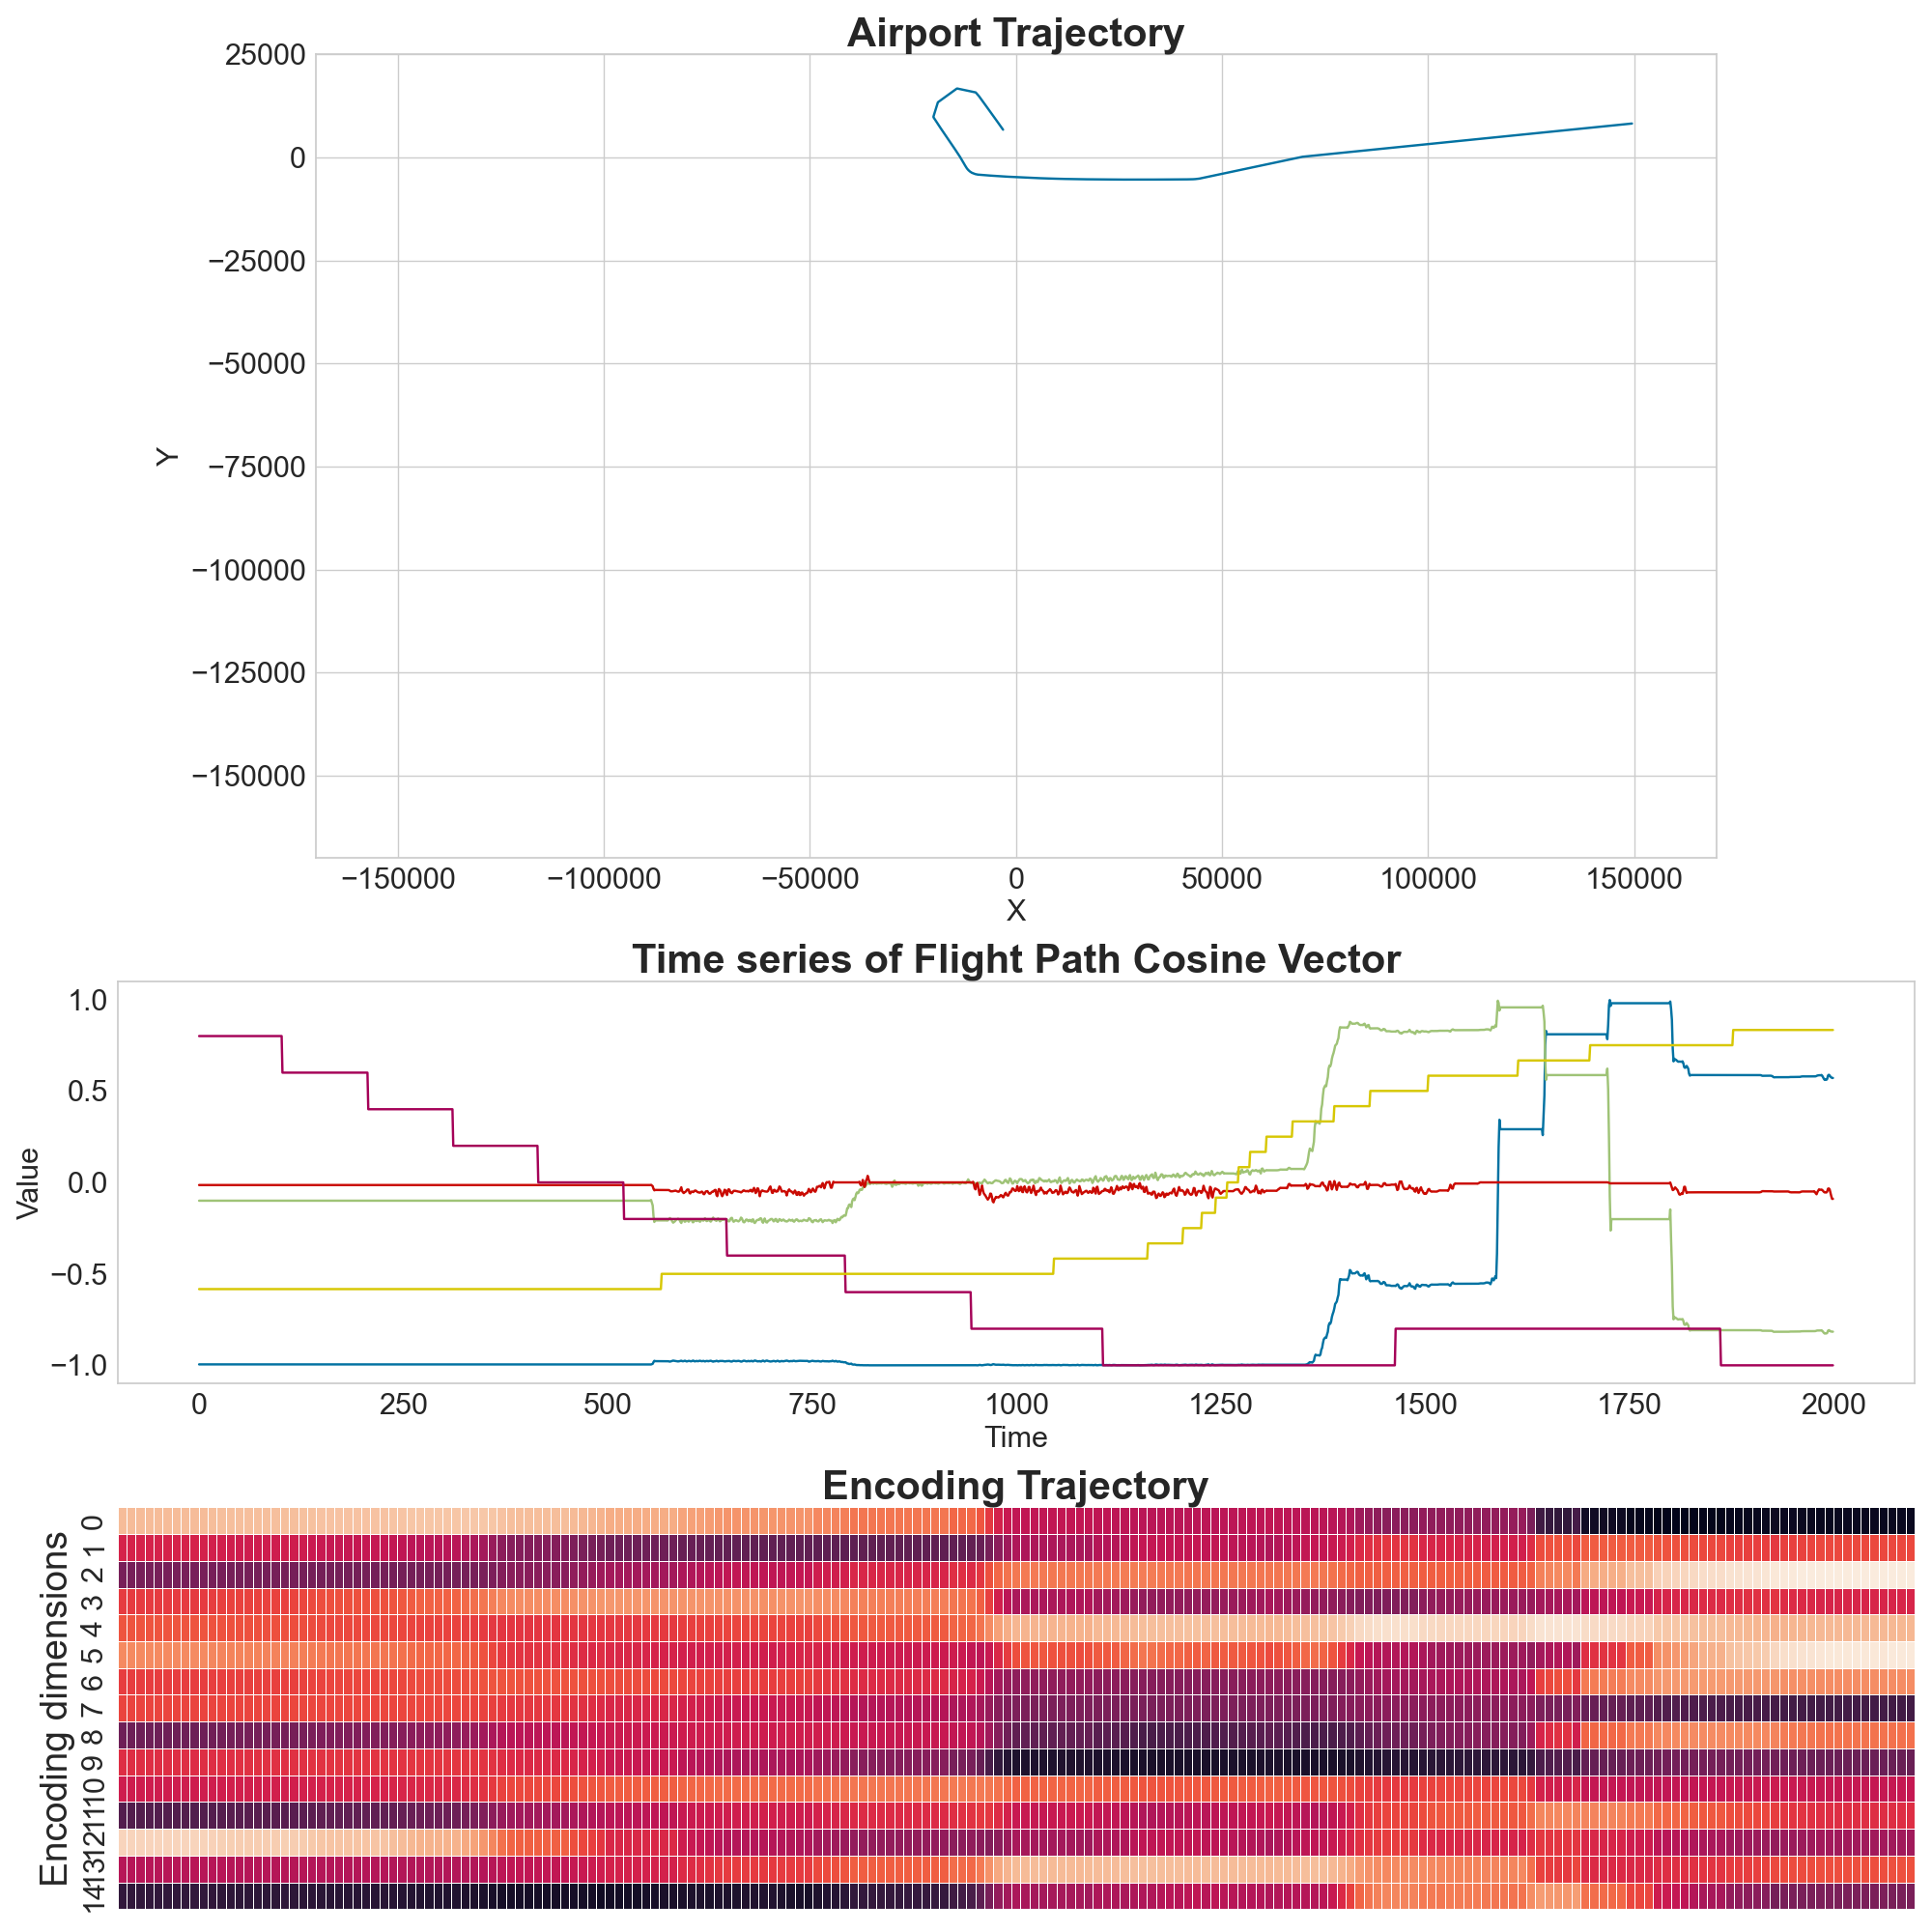 Airport Trajectory
25000
0
−25000
−50000
−75000
−100000
−125000
−150000
Y
−150000 −100000 −50000 0 50000 100000 150000
X
Time series of Flight Path Cosine Vector
1.0
0.5
0.0
−0.5
−1.0
Value
0 250 500 750 1000 1250 1500 1750 2000
Time
Encoding Trajectory
Encoding dimensions
0
1
2
3
4
5
6
7
8
9
10
11
12
13
14